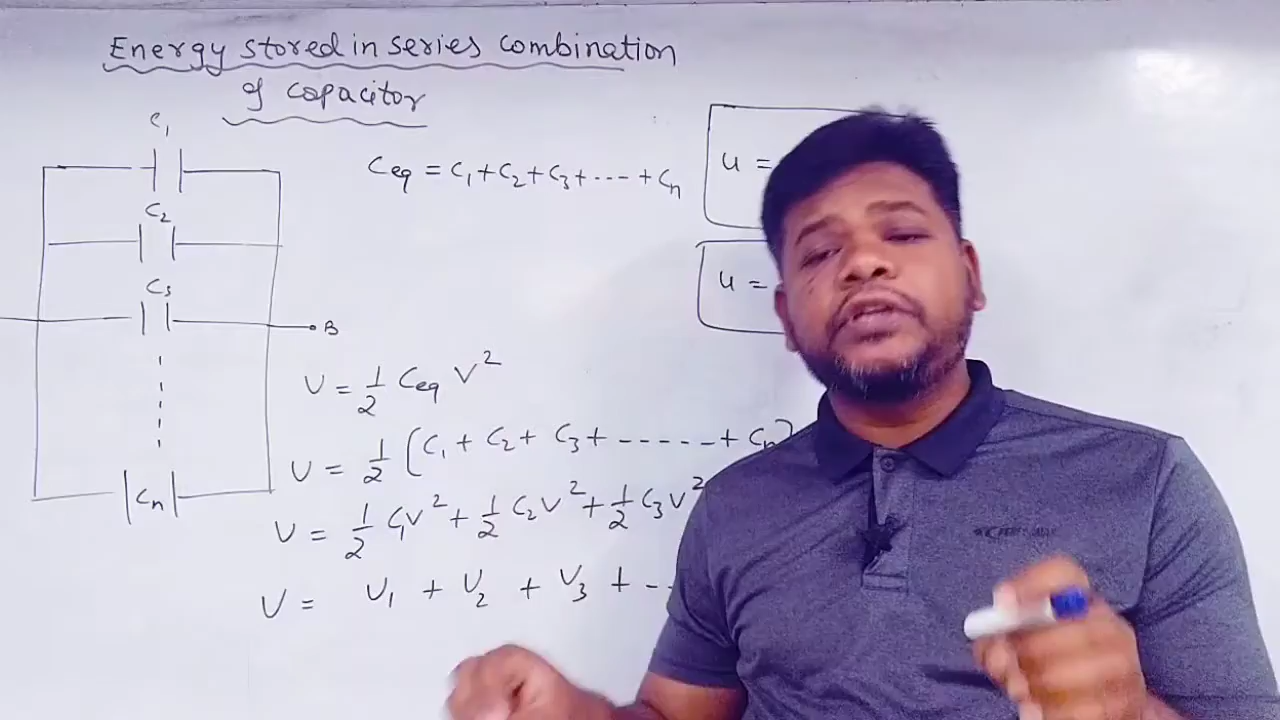 Energy stored in series combination
of capacitor
C₁
C₂
C₃
Cₙ
B
Ceq = C₁+C₂+C₃+---+Cₙ
u =
u =
U = 1/2 Ceq V²
U = 1/2 [C₁ + C₂ + C₃ + ----- + Cₙ]
U = 1/2 C₁V² + 1/2 C₂V² + 1/2 C₃V²
U = U₁ + U₂ + U₃ + --